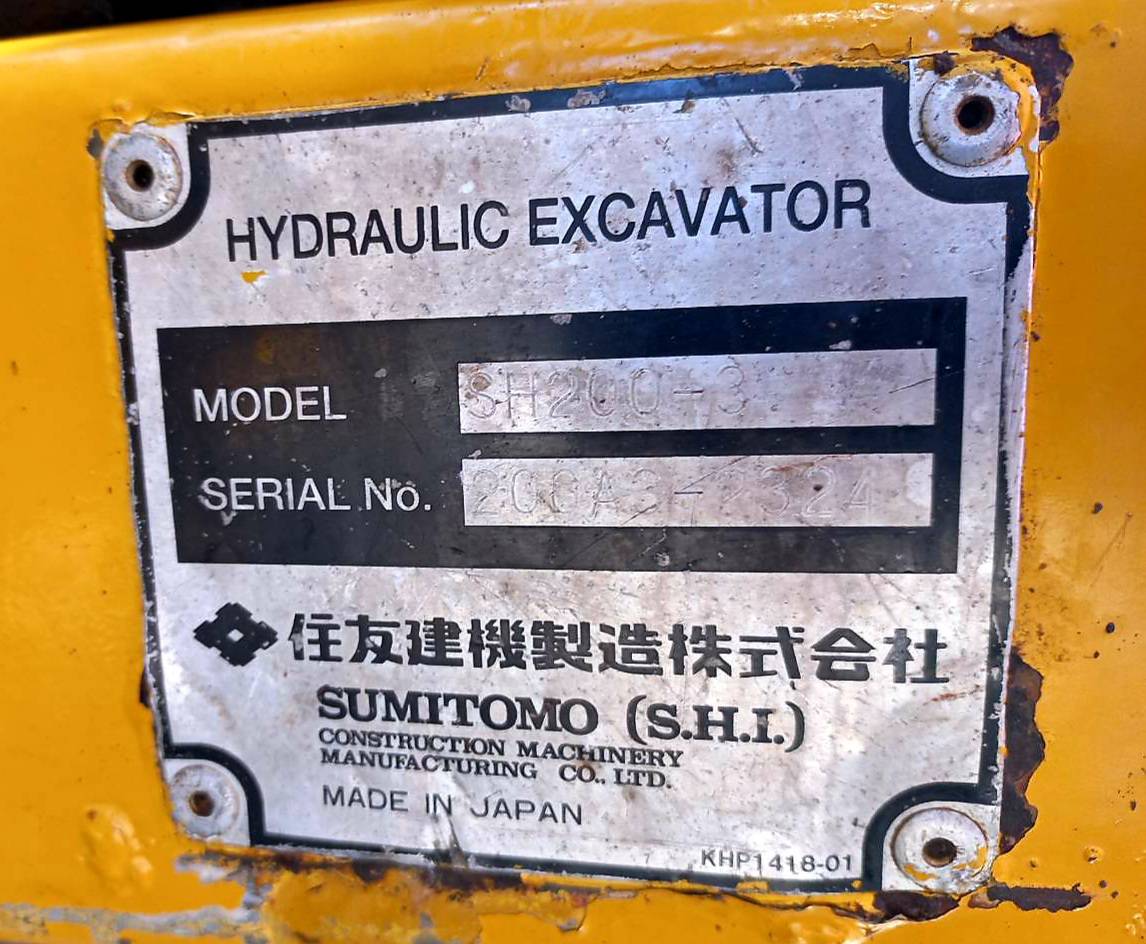 HYDRAULIC EXCAVATOR
MODEL SH200-3
SERIAL No.
住友建機製造株式会社
SUMITOMO (S.H.I.)
CONSTRUCTION MACHINERY
MANUFACTURING CO., LTD.
MADE IN JAPAN
KHP1418-01